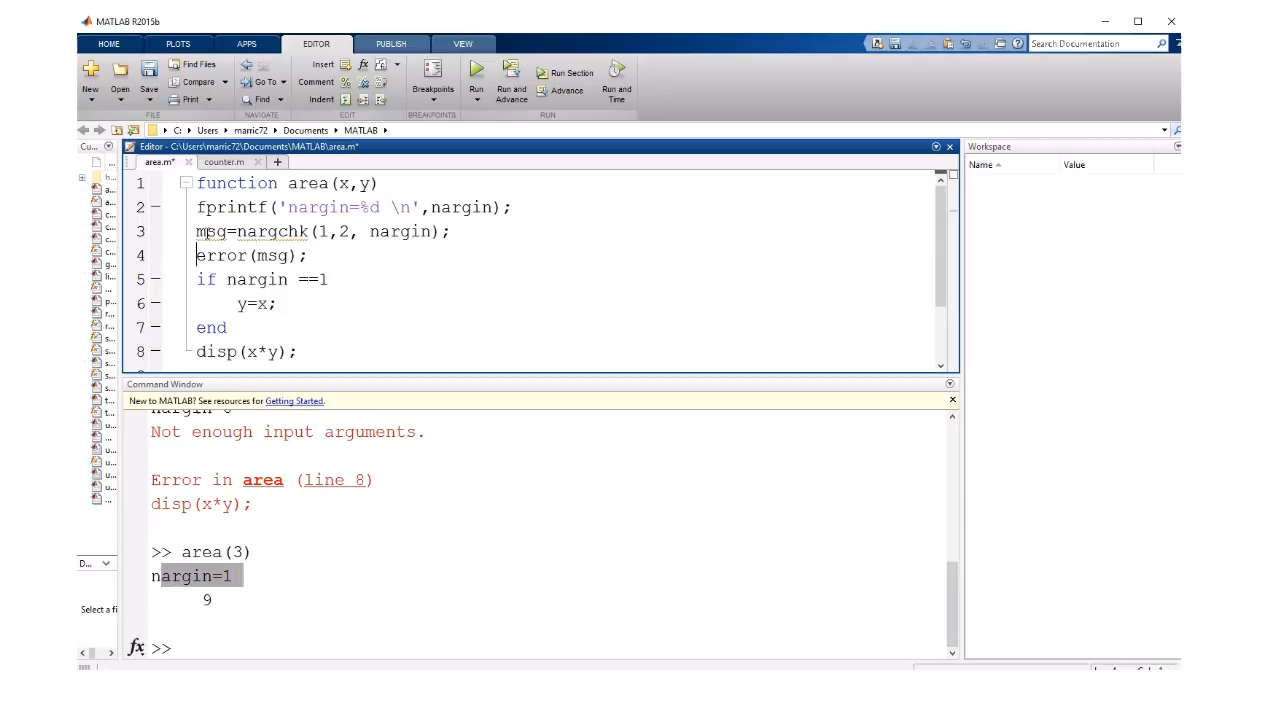 MATLAB R2015b
HOME PLOTS APPS EDITOR PUBLISH VIEW Search Documentation
Find Files Insert fx Run Section
Compare Go To Comment % Advance
New Open Save Print Find Indent Breakpoints Run Run and Advance Run and Time
FILE NAVIGATE EDIT BREAKPOINTS RUN
C: Users marric72 Documents MATLAB
Cu... Editor - C:\Users\marric72\Documents\MATLAB\area.m* Workspace
area.m* counter.m + Name Value
1 function area(x,y)
2 fprintf('nargin=%d \n',nargin);
3 msg=nargchk(1,2, nargin);
4 error(msg);
5 if nargin ==1
6 y=x;
7 end
8 disp(x*y);
Command Window
New to MATLAB? See resources for Getting Started.
Not enough input arguments.
Error in area (line 8)
disp(x*y);
>> area(3)
nargin=1
9
fx >>
D...
Select a fi